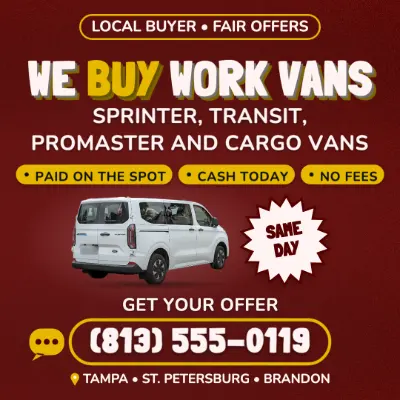 LOCAL BUYER • FAIR OFFERS
WE BUY WORK VANS
SPRINTER, TRANSIT,
PROMASTER AND CARGO VANS
• PAID ON THE SPOT • CASH TODAY • NO FEES
SAME
DAY
GET YOUR OFFER
(813) 555-0119
TAMPA • ST. PETERSBURG • BRANDON